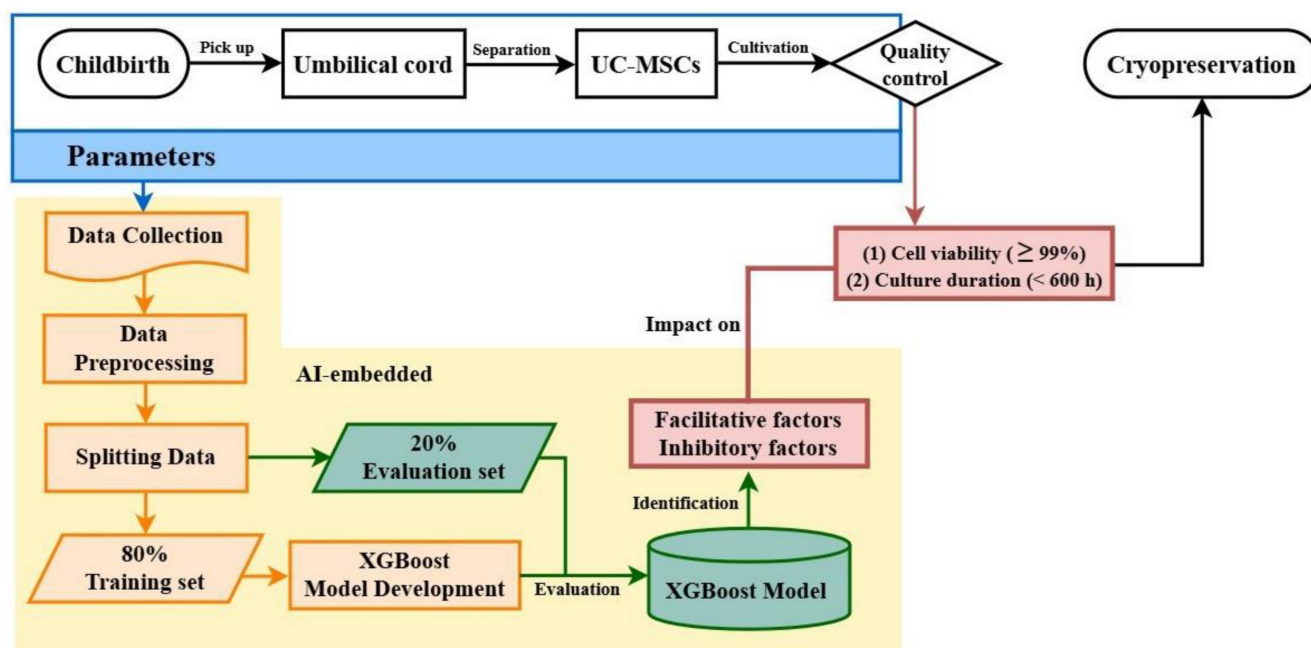 Childbirth
Pick up
Umbilical cord
Separation
UC-MSCs
Cultivation
Quality
control
Cryopreservation
Parameters
Data Collection
(1) Cell viability ( ≥ 99%)
(2) Culture duration (< 600 h)
Data
Preprocessing
Impact on
AI-embedded
Splitting Data
20%
Evaluation set
Facilitative factors
Inhibitory factors
Identification
80%
Training set
XGBoost
Model Development
Evaluation
XGBoost Model